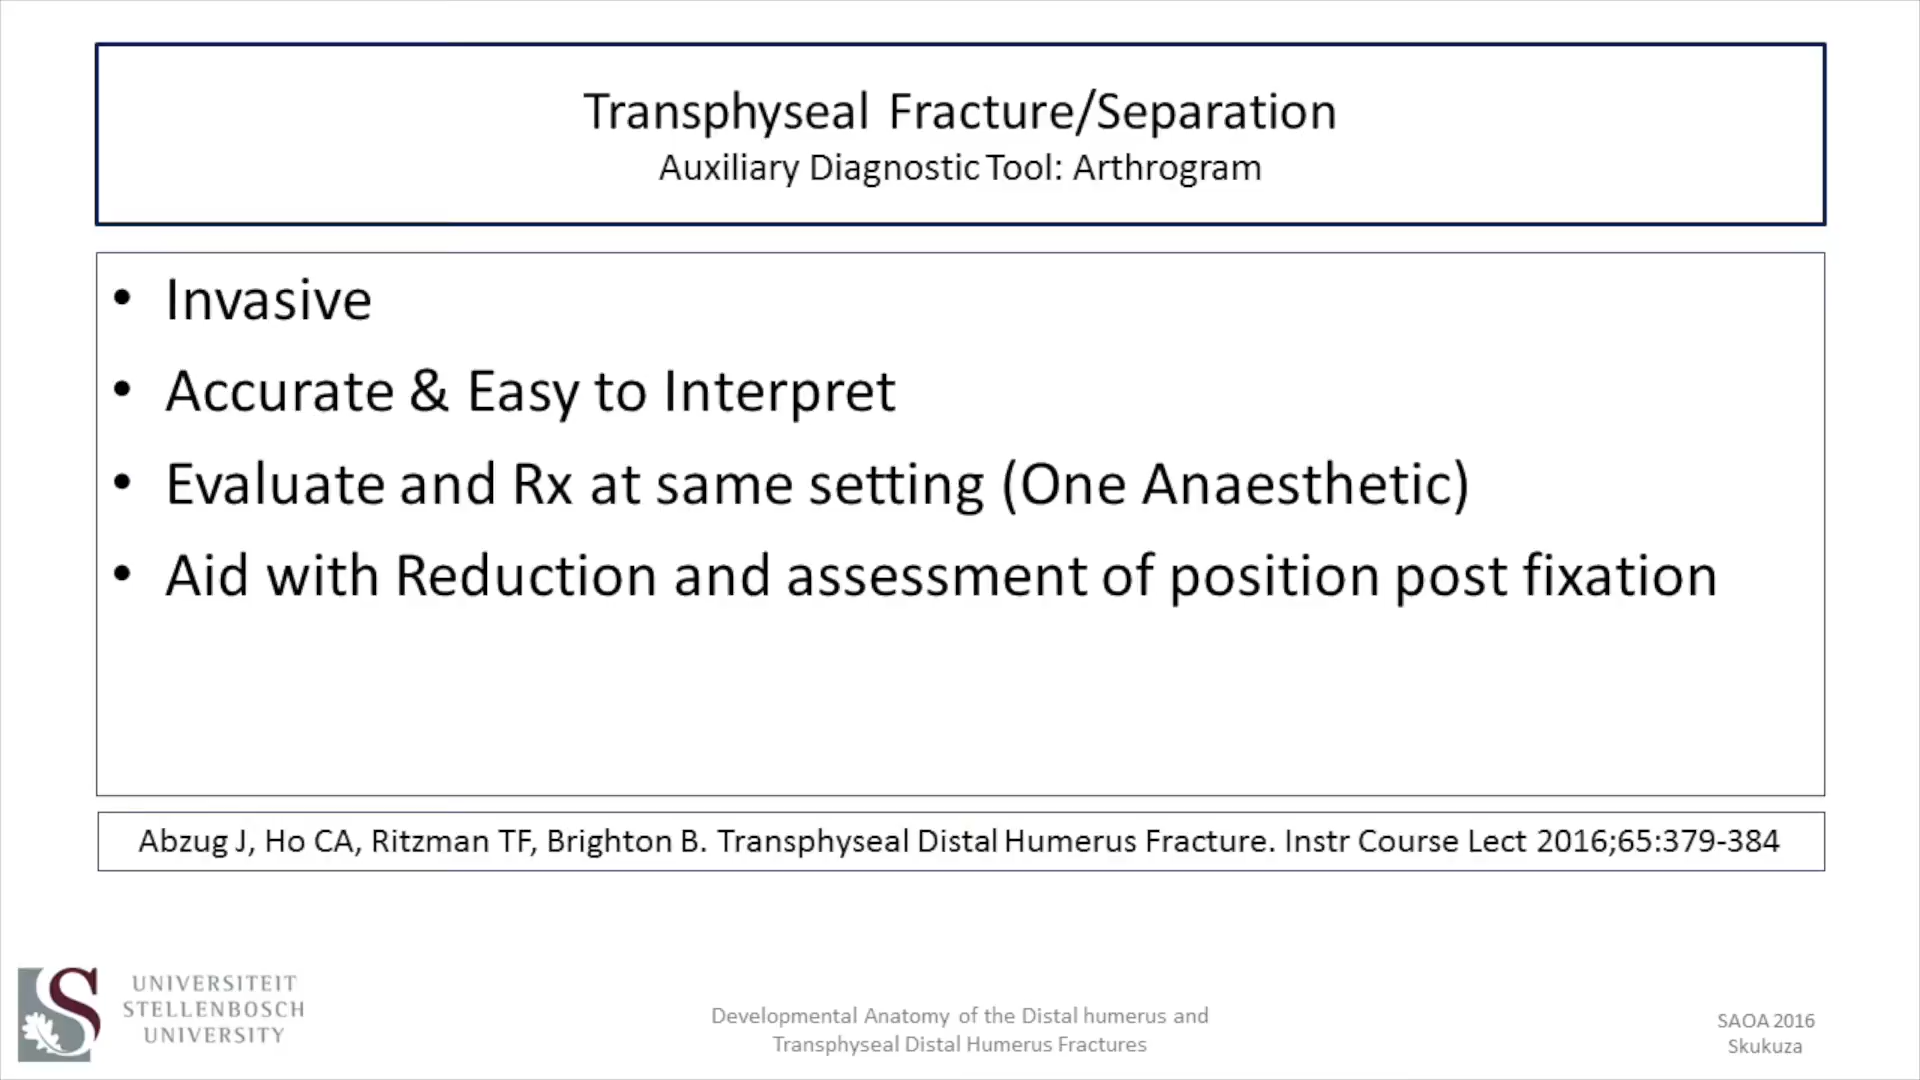 Transphyseal Fracture/Separation
Auxiliary Diagnostic Tool: Arthrogram
• Invasive
• Accurate & Easy to Interpret
• Evaluate and Rx at same setting (One Anaesthetic)
• Aid with Reduction and assessment of position post fixation
Abzug J, Ho CA, Ritzman TF, Brighton B. Transphyseal Distal Humerus Fracture. Instr Course Lect 2016;65:379-384
UNIVERSITEIT
STELLENBOSCH
UNIVERSITY
Developmental Anatomy of the Distal humerus and
Transphyseal Distal Humerus Fractures
SAOA 2016
Skukuza